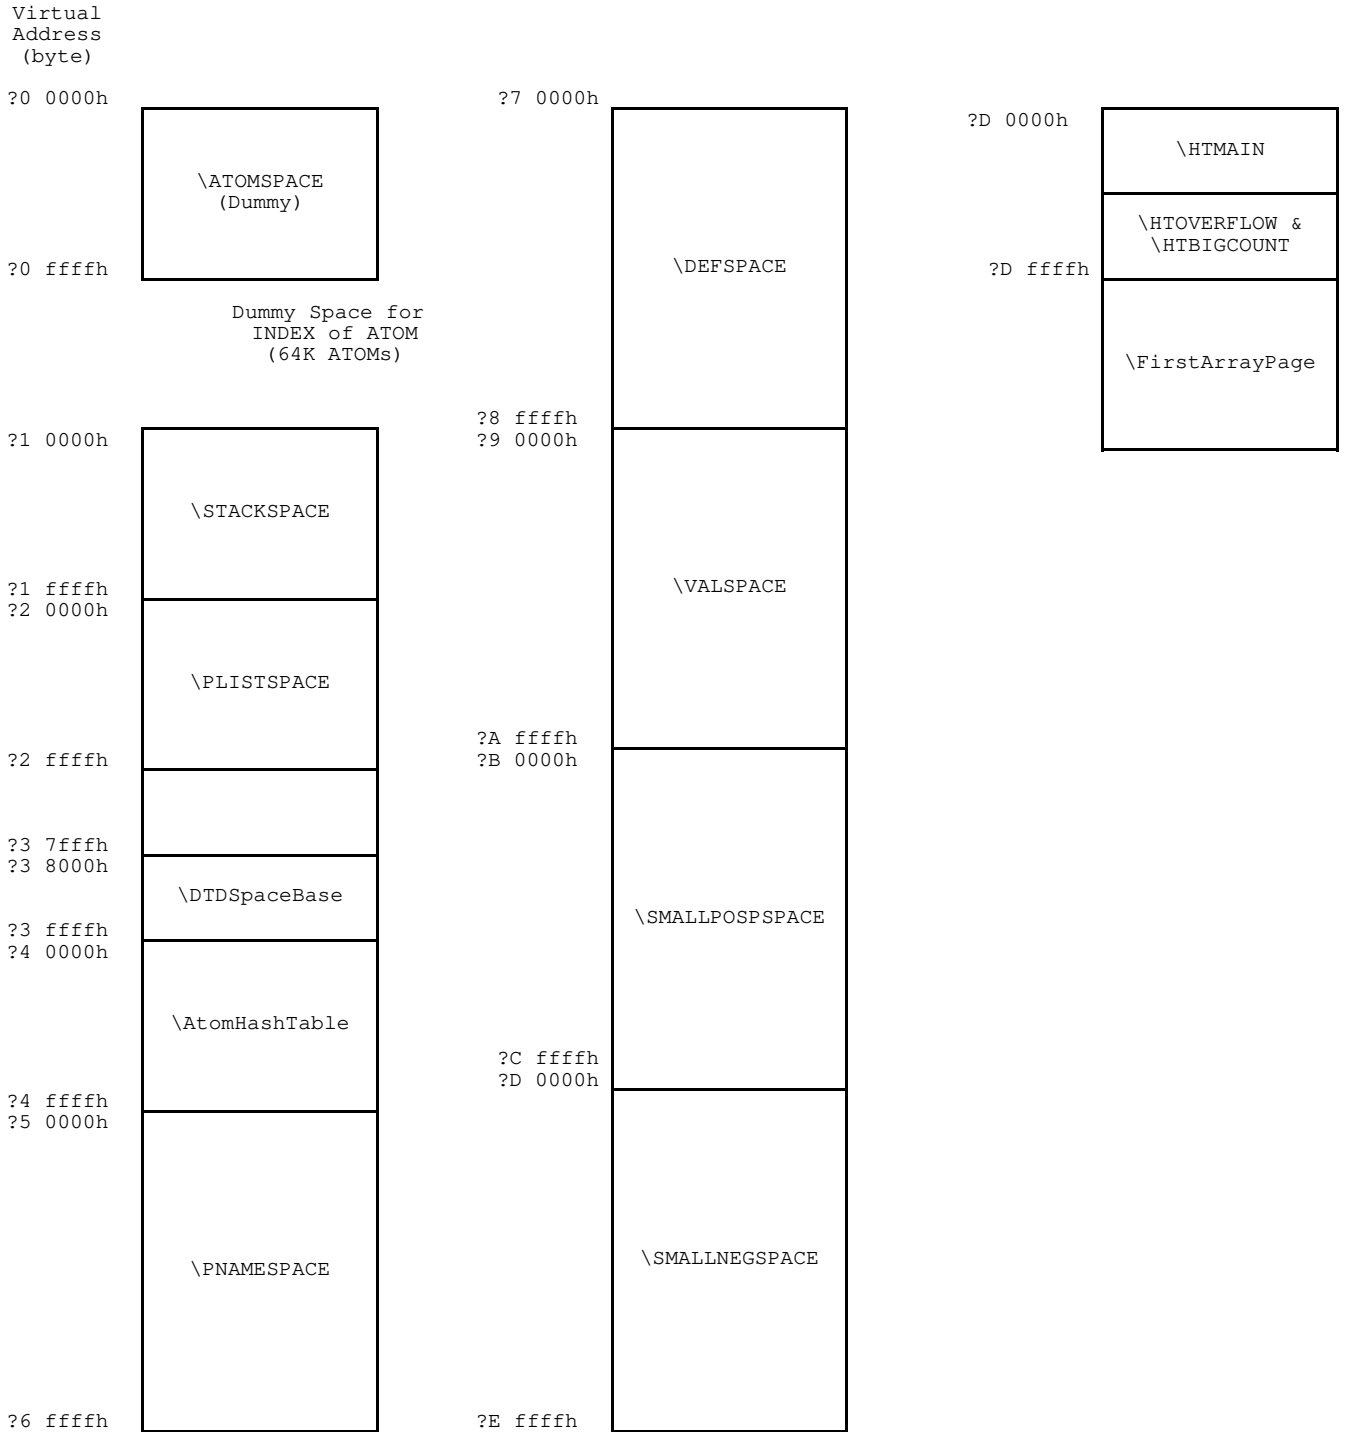 Virtual
Address
(byte)
?0 0000h
\ATOMSPACE
(Dummy)
?0 ffffh
Dummy Space for
INDEX of ATOM
(64K ATOMs)
?1 0000h
\STACKSPACE
?1 ffffh
?2 0000h
\PLISTSPACE
?2 ffffh
?3 7fffh
?3 8000h
\DTDSpaceBase
?3 ffffh
?4 0000h
\AtomHashTable
?4 ffffh
?5 0000h
\PNAMESPACE
?6 ffffh
?7 0000h
\DEFSPACE
?8 ffffh
?9 0000h
\VALSPACE
?A ffffh
?B 0000h
\SMALLPOSPSPACE
?C ffffh
?D 0000h
\SMALLNEGSPACE
?E ffffh
?D 0000h
\HTMAIN
\HTOVERFLOW &
\HTBIGCOUNT
?D ffffh
\FirstArrayPage